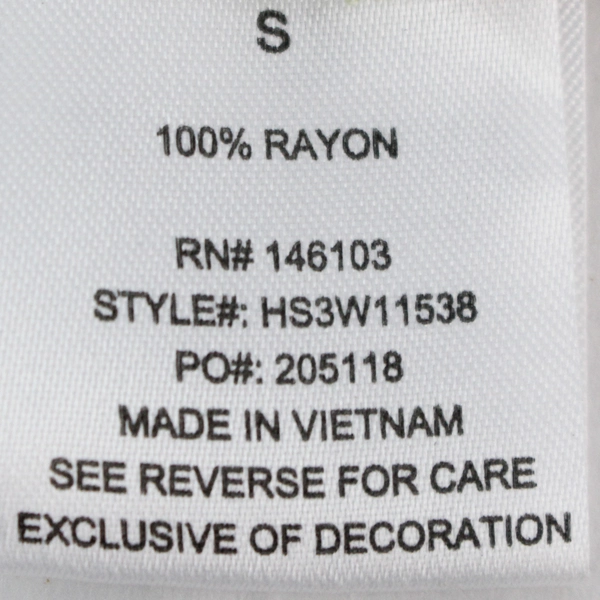 S
100% RAYON
RN# 146103
STYLE#: HS3W11538
PO#: 205118
MADE IN VIETNAM
SEE REVERSE FOR CARE
EXCLUSIVE OF DECORATION